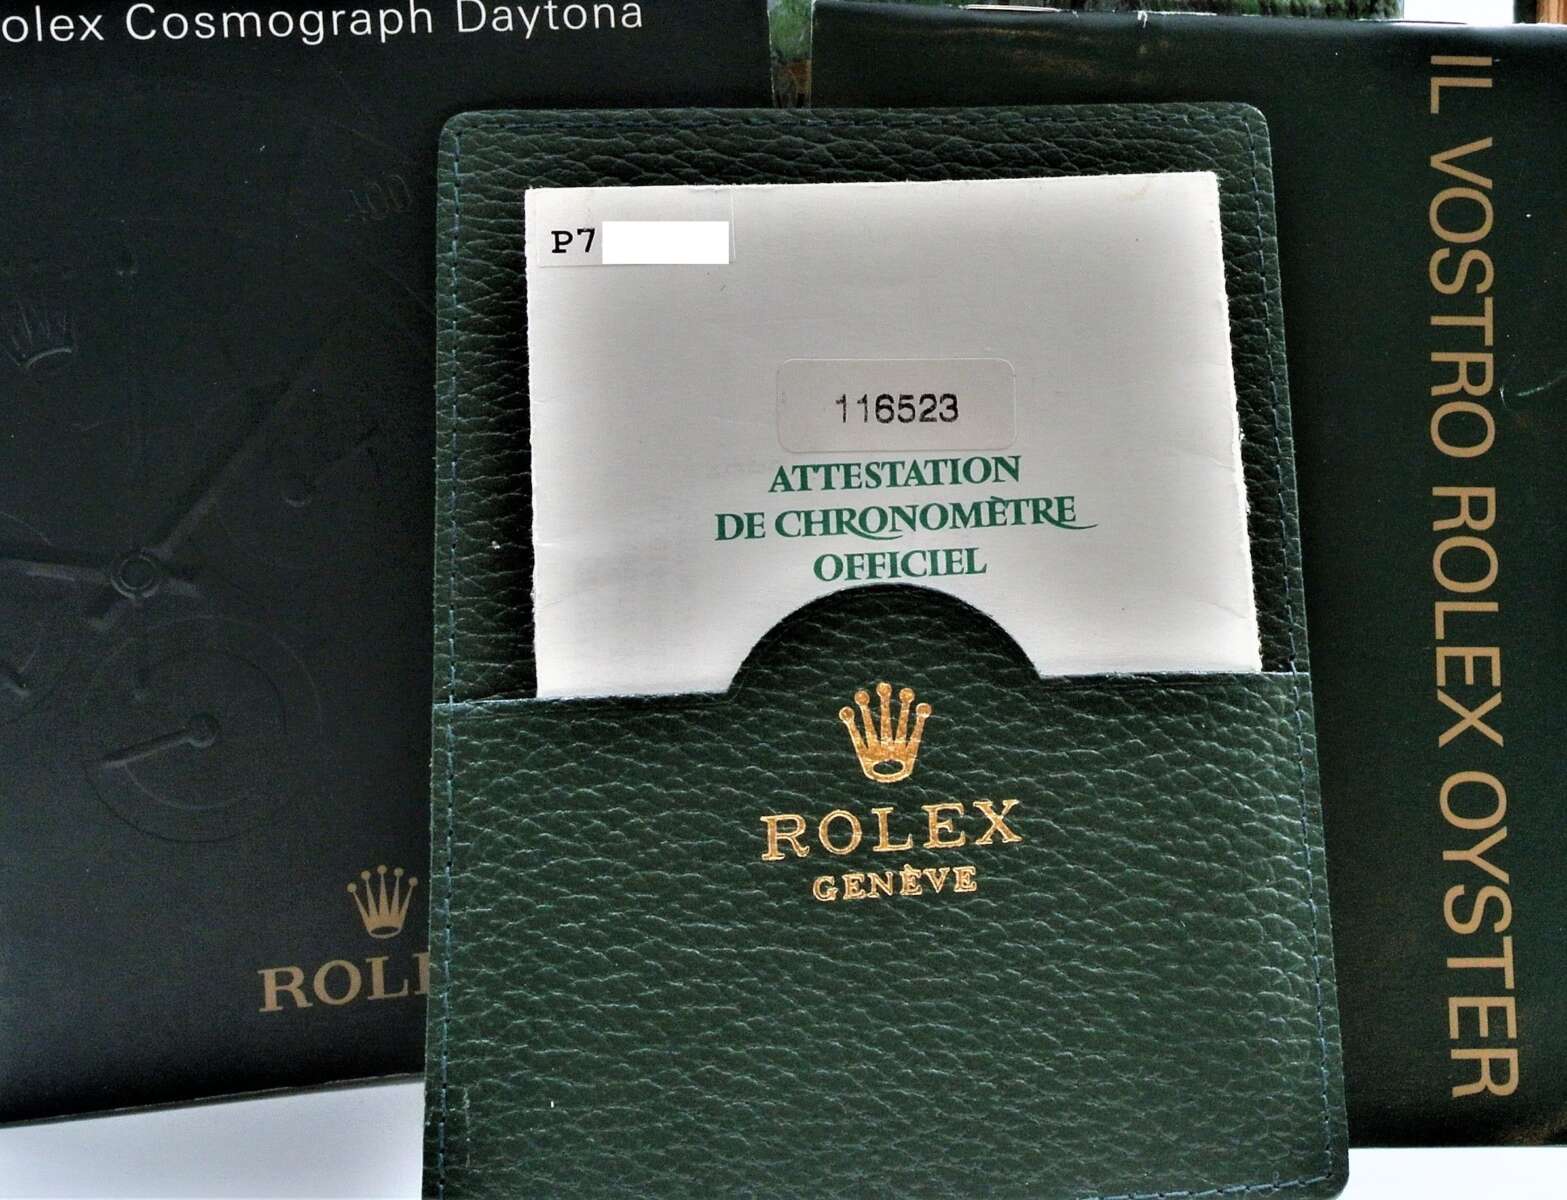 olex Cosmograph Daytona
P7
116523
ATTESTATION
DE CHRONOMÈTRE
OFFICIEL
ROLEX
GENÈVE
ROL
IL VOSTRO ROLEX OYSTER